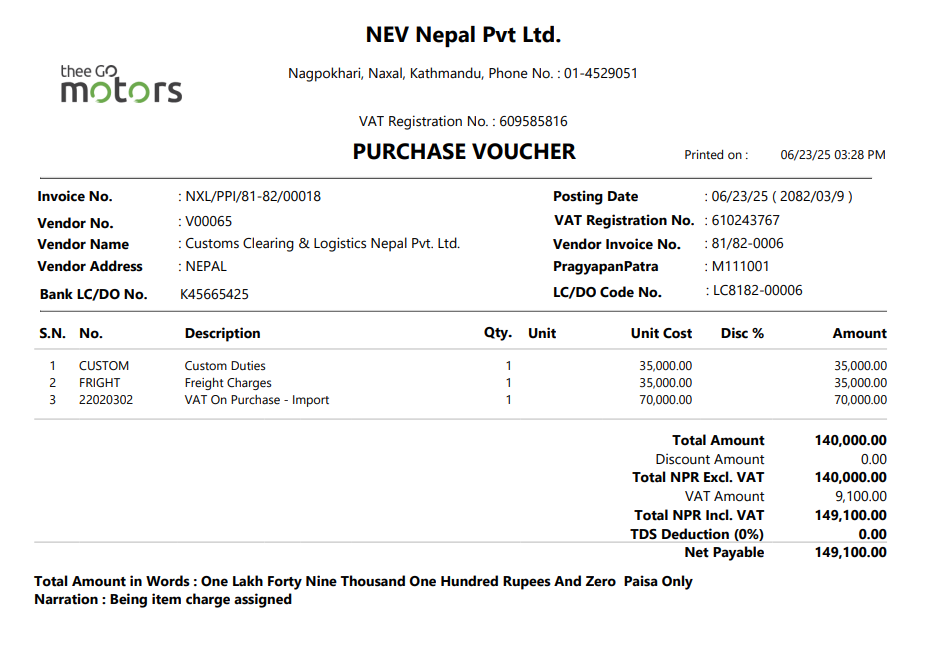 NEV Nepal Pvt Ltd.
thee GO
motors
Nagpokhari, Naxal, Kathmandu, Phone No. : 01-4529051
VAT Registration No. : 609585816
PURCHASE VOUCHER
Printed on : 06/23/25 03:28 PM
Invoice No. : NXL/PPI/81-82/00018 Posting Date : 06/23/25 ( 2082/03/9 )
Vendor No. : V00065 VAT Registration No. : 610243767
Vendor Name : Customs Clearing & Logistics Nepal Pvt. Ltd. Vendor Invoice No. : 81/82-0006
Vendor Address : NEPAL PragyapanPatra : M111001
Bank LC/DO No. K45665425 LC/DO Code No. : LC8182-00006
S.N. No. Description Qty. Unit Unit Cost Disc % Amount
1 CUSTOM Custom Duties 1 35,000.00 35,000.00
2 FRIGHT Freight Charges 1 35,000.00 35,000.00
3 22020302 VAT On Purchase - Import 1 70,000.00 70,000.00
Total Amount 140,000.00
Discount Amount 0.00
Total NPR Excl. VAT 140,000.00
VAT Amount 9,100.00
Total NPR Incl. VAT 149,100.00
TDS Deduction (0%) 0.00
Net Payable 149,100.00
Total Amount in Words : One Lakh Forty Nine Thousand One Hundred Rupees And Zero Paisa Only
Narration : Being item charge assigned